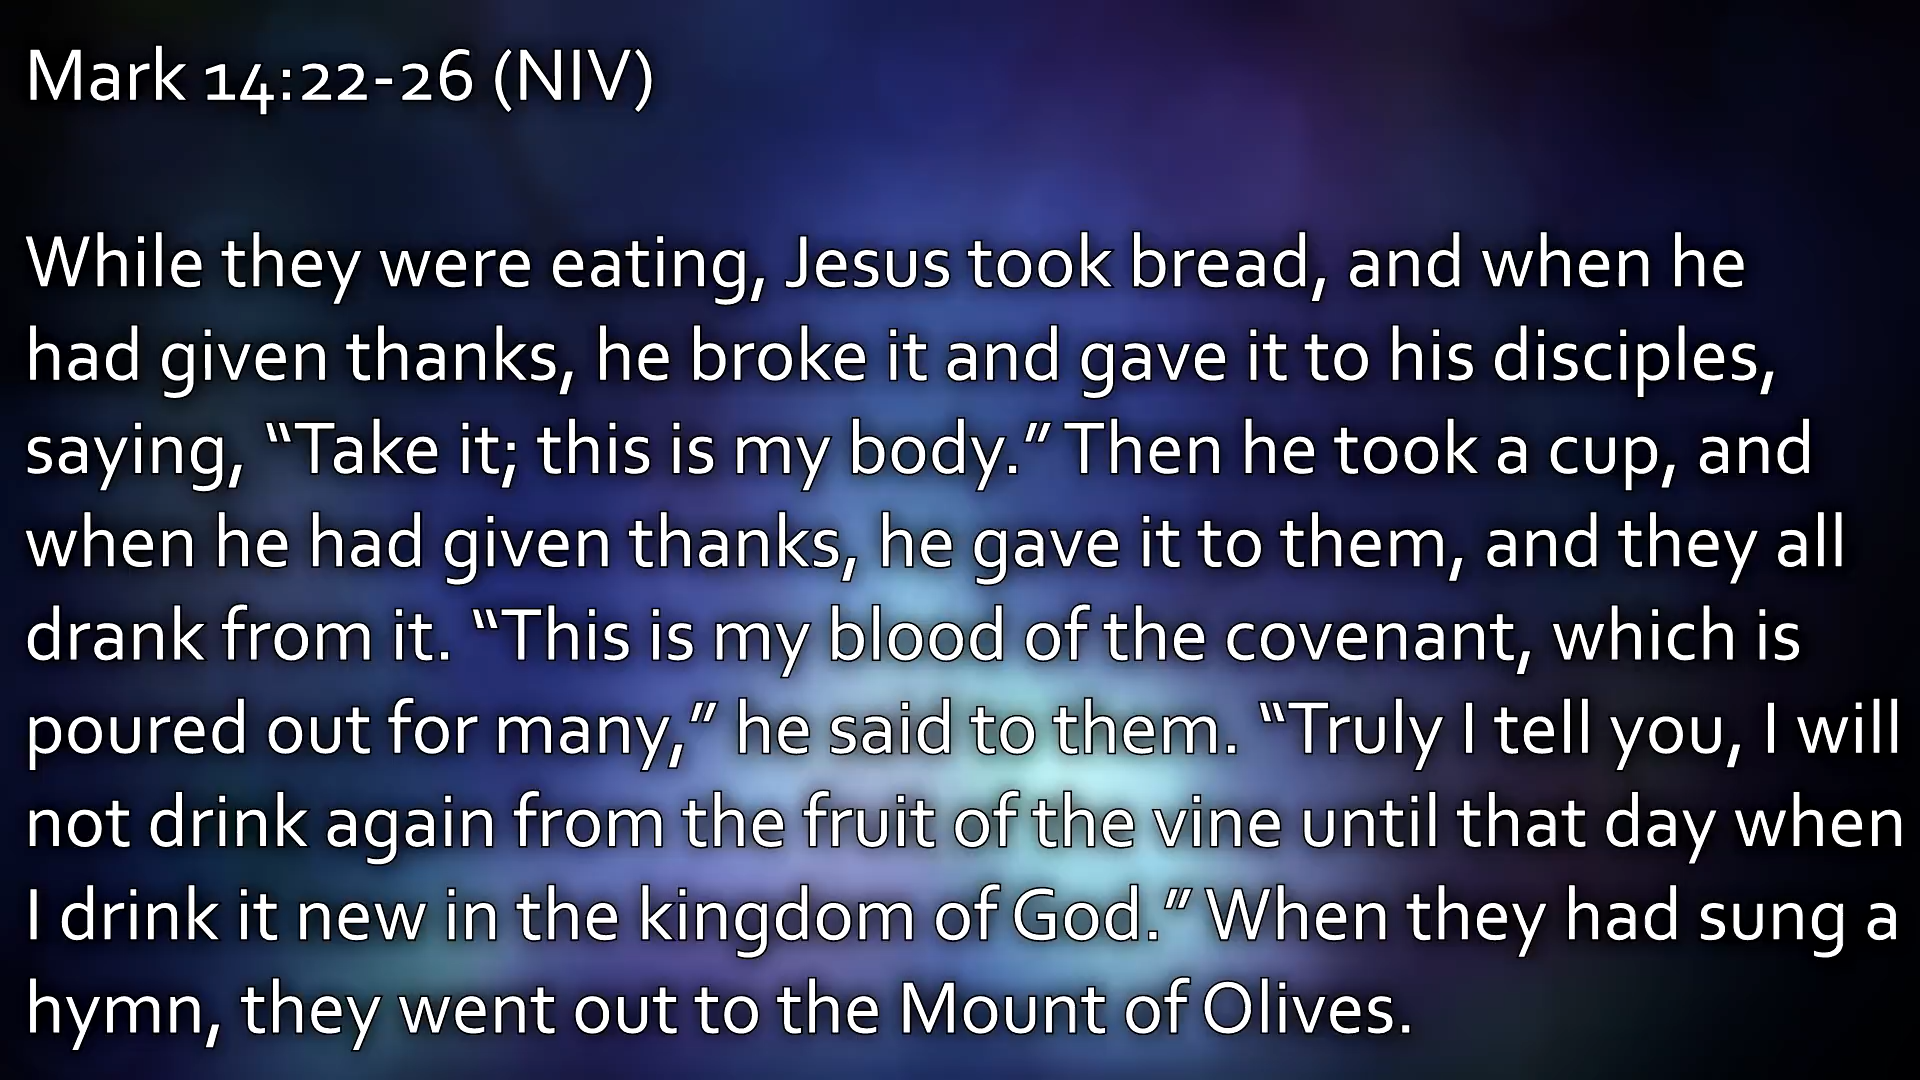 Mark 14:22-26 (NIV)
While they were eating, Jesus took bread, and when he
had given thanks, he broke it and gave it to his disciples,
saying, “Take it; this is my body.” Then he took a cup, and
when he had given thanks, he gave it to them, and they all
drank from it. “This is my blood of the covenant, which is
poured out for many,” he said to them. “Truly I tell you, I will
not drink again from the fruit of the vine until that day when
I drink it new in the kingdom of God.” When they had sung a
hymn, they went out to the Mount of Olives.